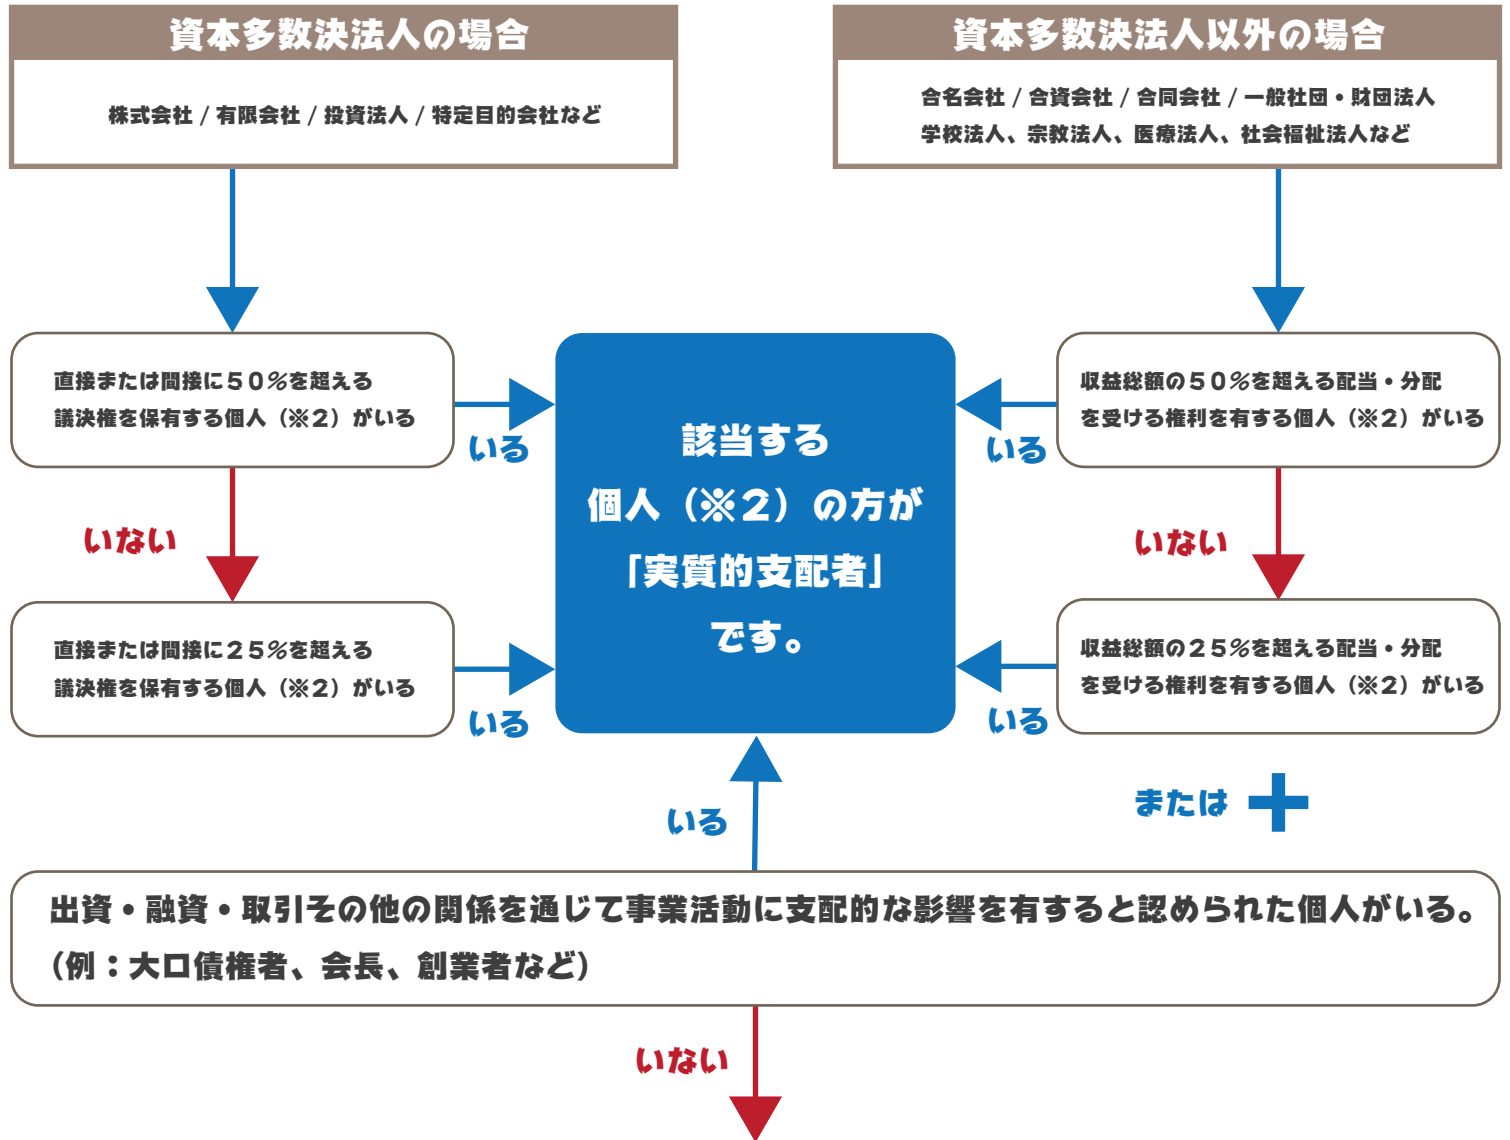 資本多数決法人の場合
株式会社 / 有限会社 / 投資法人 / 特定目的会社など
資本多数決法人以外の場合
合名会社 / 合資会社 / 合同会社 / 一般社団・財団法人
学校法人、宗教法人、医療法人、社会福祉法人など
直接または間接に５０％を超える
議決権を保有する個人（※２）がいる
いる
いない
直接または間接に２５％を超える
議決権を保有する個人（※２）がいる
いる
該当する
個人（※２）の方が
「実質的支配者」
です。
収益総額の５０％を超える配当・分配
を受ける権利を有する個人（※２）がいる
いる
いない
収益総額の２５％を超える配当・分配
を受ける権利を有する個人（※２）がいる
いる
または
いる
出資・融資・取引その他の関係を通じて事業活動に支配的な影響を有すると認められた個人がいる。
（例：大口債権者、会長、創業者など）
いない